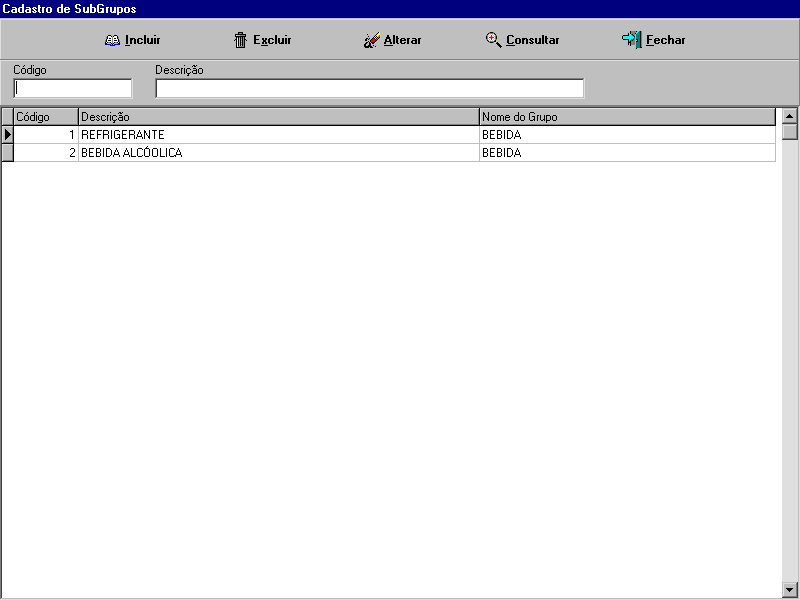 Cadastro de SubGrupos
Incluir Excluir Alterar Consultar Fechar
Código Descrição
Código Descrição Nome do Grupo
1 REFRIGERANTE BEBIDA
2 BEBIDA ALCÓOLICA BEBIDA